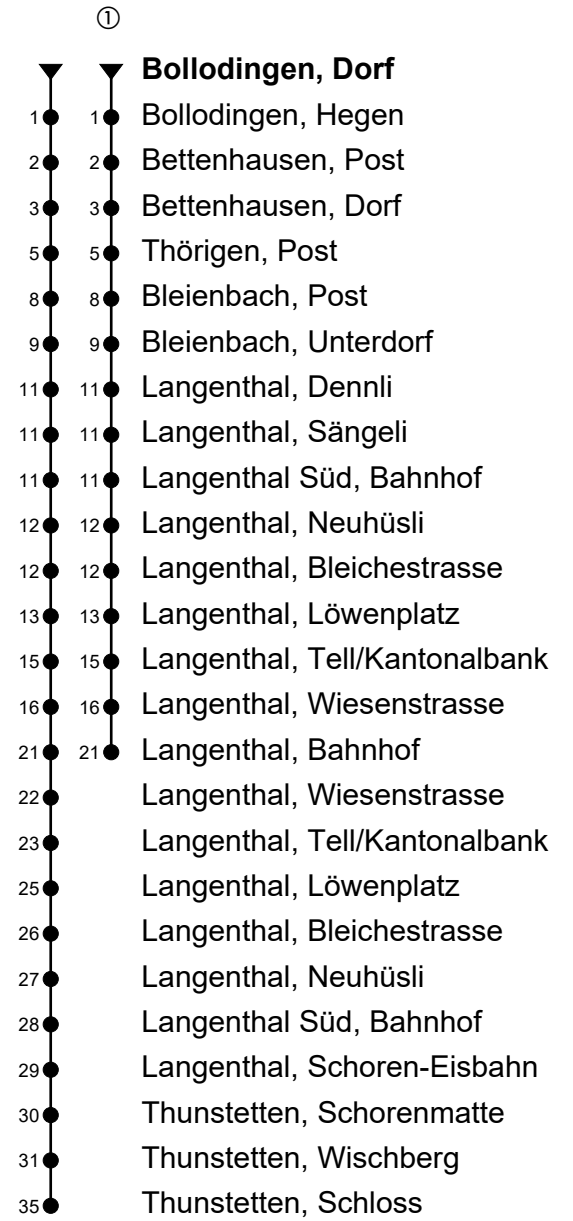 ①
Bollodingen, Dorf
1 1 Bollodingen, Hegen
2 2 Bettenhausen, Post
3 3 Bettenhausen, Dorf
5 5 Thörigen, Post
8 8 Bleienbach, Post
9 9 Bleienbach, Unterdorf
11 11 Langenthal, Dennli
11 11 Langenthal, Sängeli
11 11 Langenthal Süd, Bahnhof
12 12 Langenthal, Neuhüsli
12 12 Langenthal, Bleichestrasse
13 13 Langenthal, Löwenplatz
15 15 Langenthal, Tell/Kantonalbank
16 16 Langenthal, Wiesenstrasse
21 21 Langenthal, Bahnhof
22 Langenthal, Wiesenstrasse
23 Langenthal, Tell/Kantonalbank
25 Langenthal, Löwenplatz
26 Langenthal, Bleichestrasse
27 Langenthal, Neuhüsli
28 Langenthal Süd, Bahnhof
29 Langenthal, Schoren-Eisbahn
30 Thunstetten, Schorenmatte
31 Thunstetten, Wischberg
35 Thunstetten, Schloss